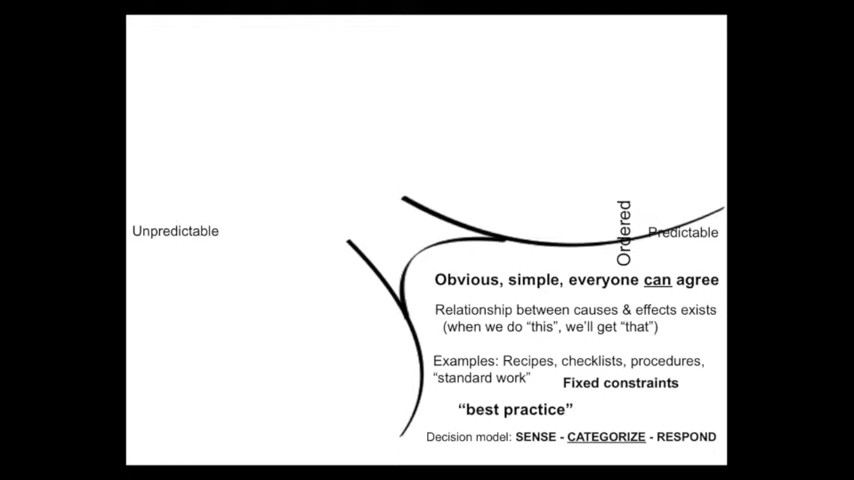 Unpredictable
Ordered
Predictable
Obvious, simple, everyone can agree
Relationship between causes & effects exists
(when we do “this”, we’ll get “that”)
Examples: Recipes, checklists, procedures,
“standard work”
Fixed constraints
“best practice”
Decision model: SENSE - CATEGORIZE - RESPOND